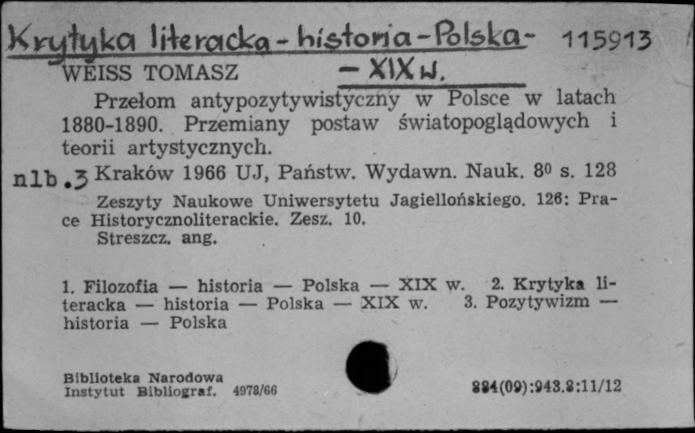 Krytyka literacka - historia - Polska - 115913
WEISS TOMASZ - XIX w.
Przełom antypozytywistyczny w Polsce w latach
1880-1890. Przemiany postaw światopoglądowych i
teorii artystycznych.
nlb.3 Kraków 1966 UJ, Państw. Wydawn. Nauk. 8⁰ s. 128
Zeszyty Naukowe Uniwersytetu Jagiellońskiego. 126: Pra-
ce Historycznoliterackie. Zesz. 10.
Streszcz. ang.
1. Filozofia — historia — Polska — XIX w. 2. Krytyka li-
teracka — historia — Polska — XIX w. 3. Pozytywizm —
historia — Polska
Biblioteka Narodowa
Instytut Bibliograf. 4978/66 884(09):943.8:11/12